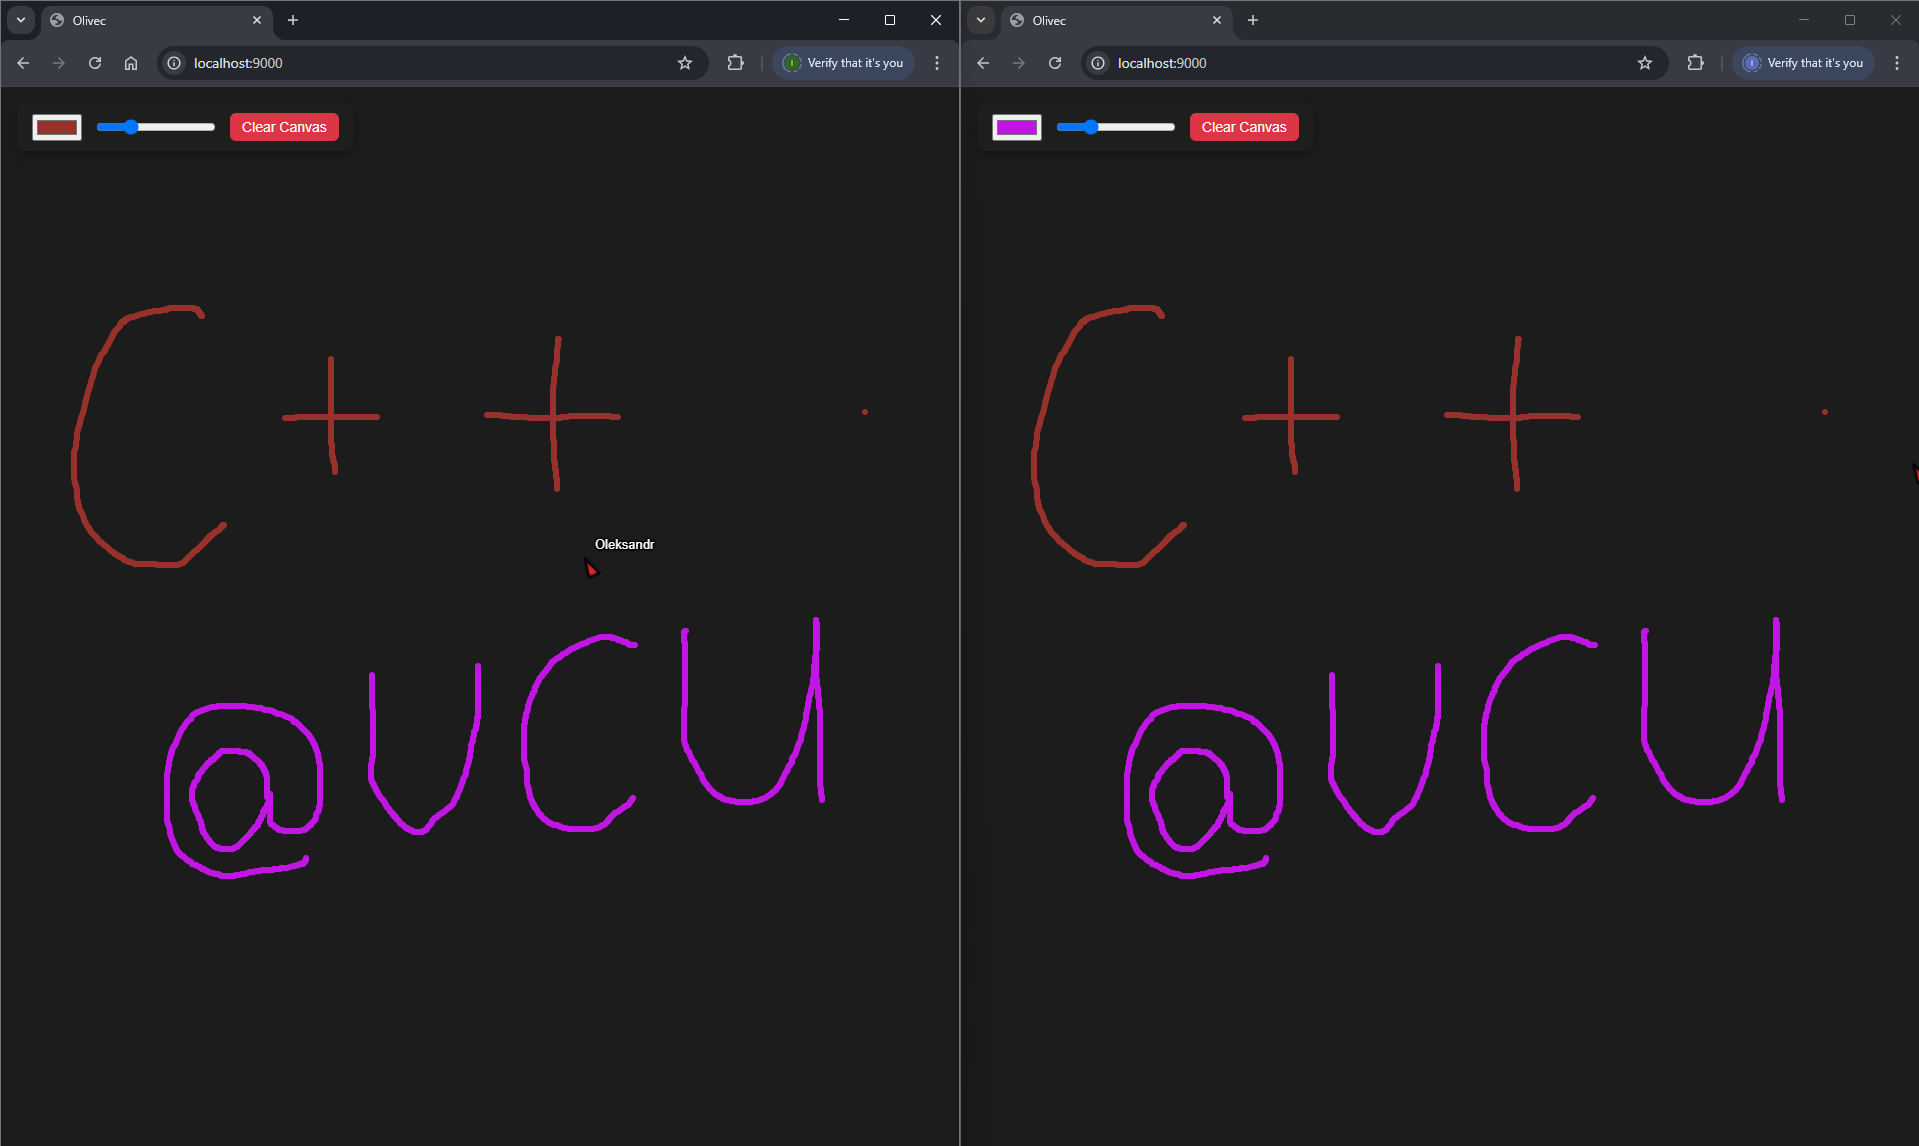 Olivec
Olivec
localhost:9000
Verify that it's you
localhost:9000
Verify that it's you
Clear Canvas
Clear Canvas
C++
C++
Oleksandr
@UCU
@UCU